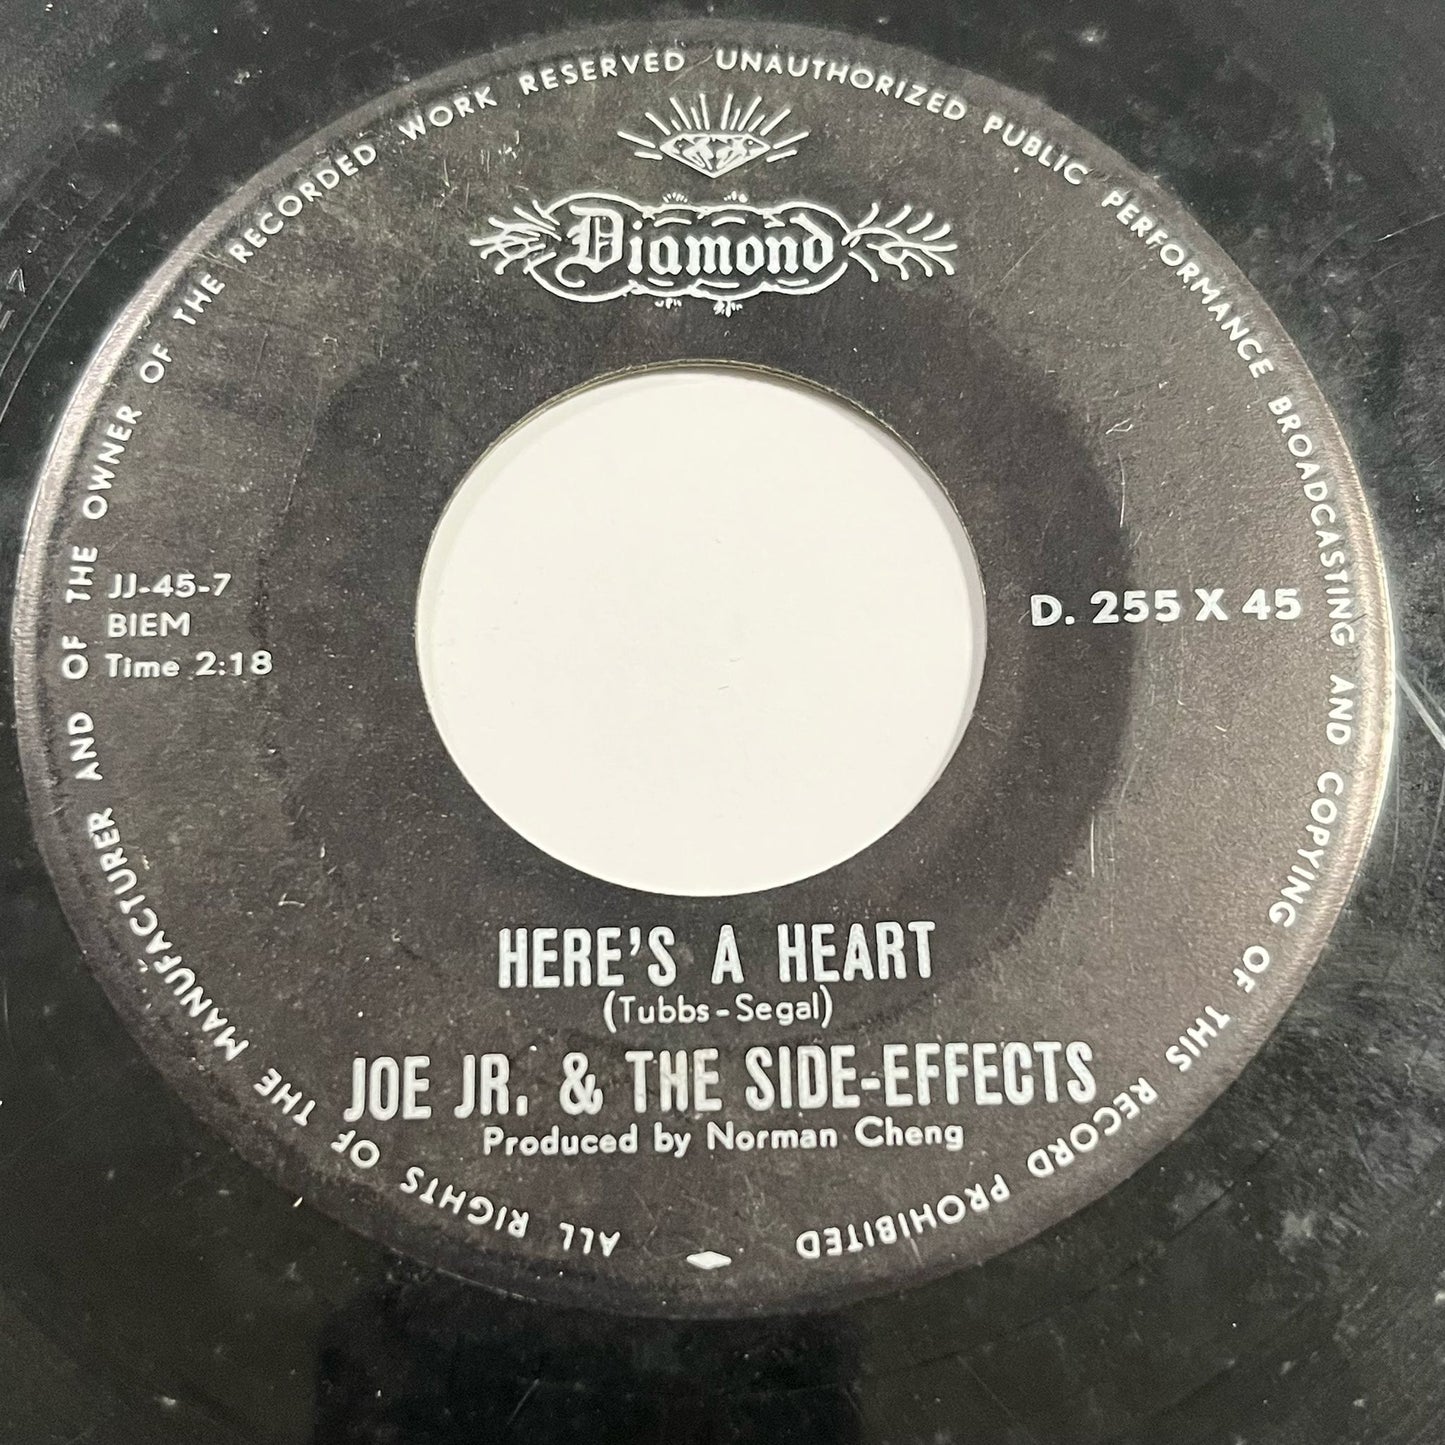 ALL RIGHTS OF THE MANUFACTURER AND OF THE OWNER OF THE RECORDED WORK RESERVED UNAUTHORIZED PUBLIC PERFORMANCE BROADCASTING AND COPYING OF THIS RECORD PROHIBITED
Diamond
JJ-45-7
BIEM
Time 2:18
D. 255 X 45
HERE'S A HEART
(Tubbs-Segal)
JOE JR. & THE SIDE-EFFECTS
Produced by Norman Cheng